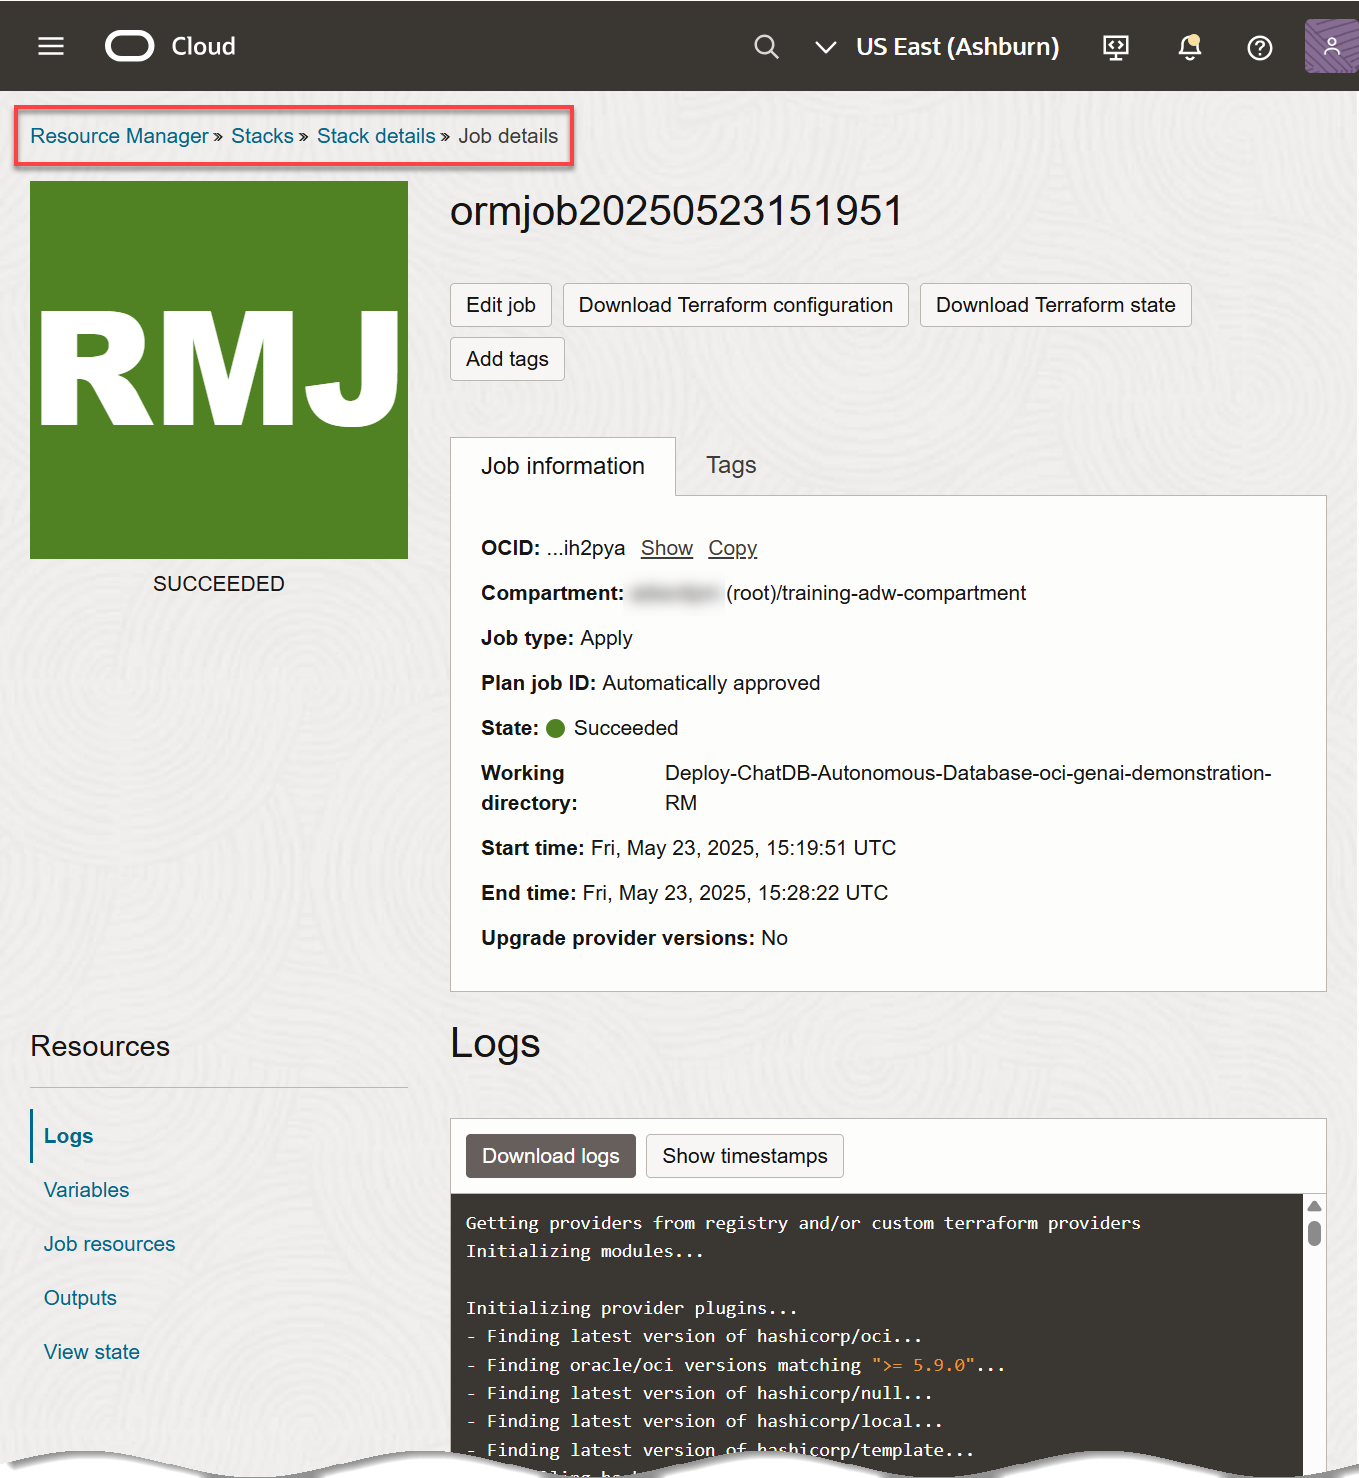 Cloud
US East (Ashburn)
Resource Manager » Stacks » Stack details » Job details
RMJ
SUCCEEDED
ormjob20250523151951
Edit job
Download Terraform configuration
Download Terraform state
Add tags
Job information
Tags
OCID: ...ih2pya Show Copy
Compartment: (root)/training-adw-compartment
Job type: Apply
Plan job ID: Automatically approved
State: Succeeded
Working directory: Deploy-ChatDB-Autonomous-Database-oci-genai-demonstration-
RM
Start time: Fri, May 23, 2025, 15:19:51 UTC
End time: Fri, May 23, 2025, 15:28:22 UTC
Upgrade provider versions: No
Resources
Logs
Variables
Job resources
Outputs
View state
Logs
Download logs
Show timestamps
Getting providers from registry and/or custom terraform providers
Initializing modules...
Initializing provider plugins...
- Finding latest version of hashicorp/oci...
- Finding oracle/oci versions matching ">= 5.9.0"...
- Finding latest version of hashicorp/null...
- Finding latest version of hashicorp/local...
- Finding latest version of hashicorp/template...